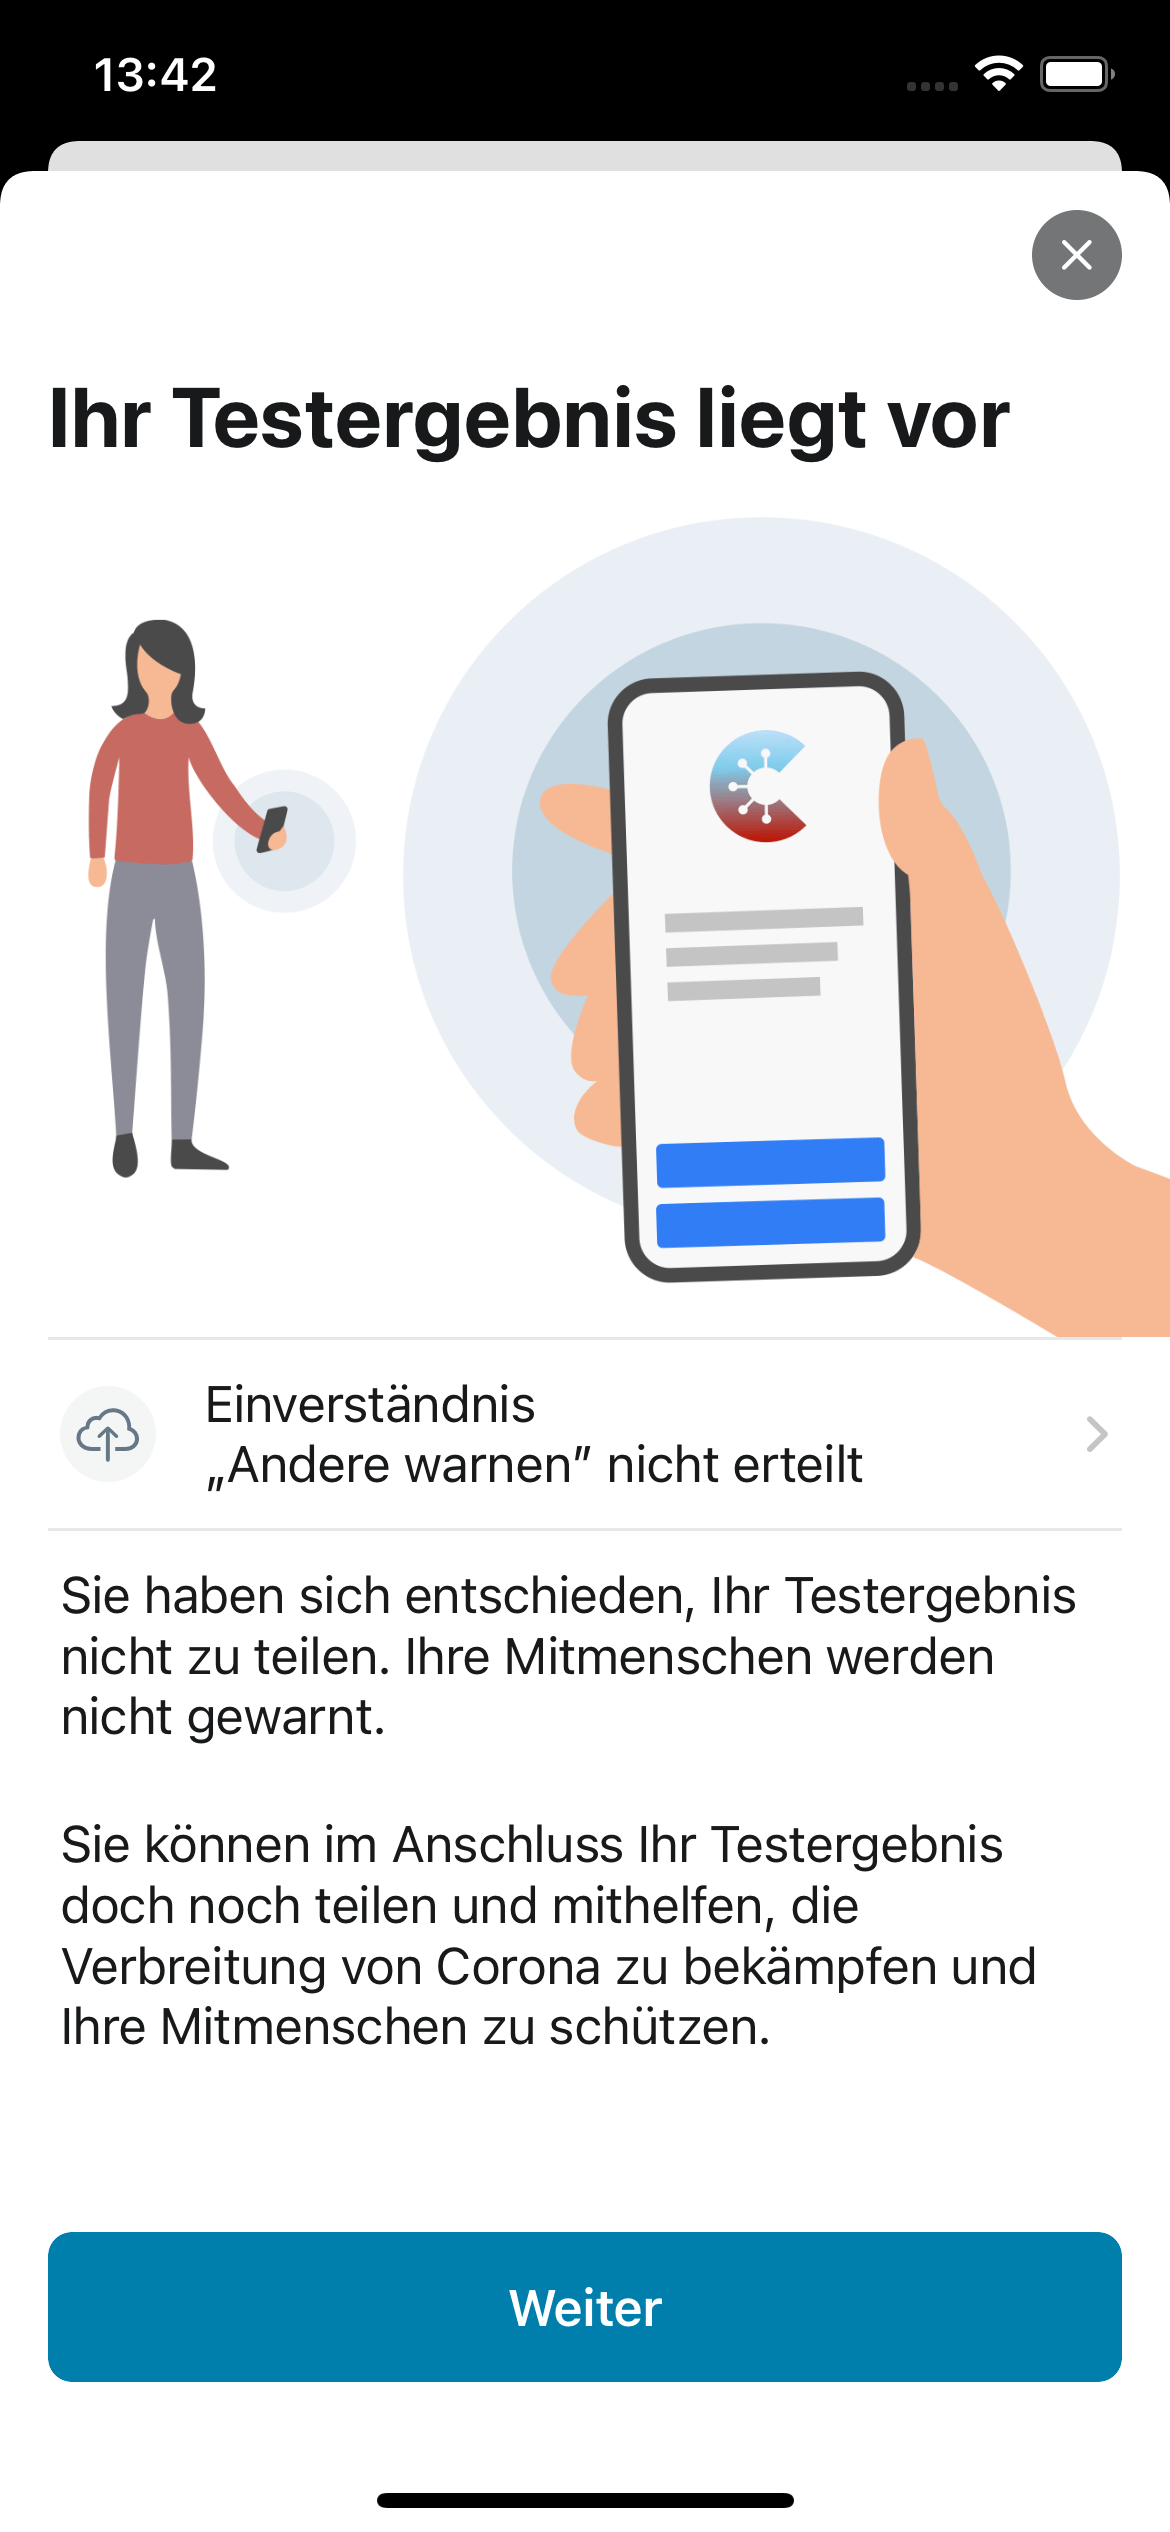 13:42
Ihr Testergebnis liegt vor
Einverständnis
„Andere warnen” nicht erteilt
Sie haben sich entschieden, Ihr Testergebnis
nicht zu teilen. Ihre Mitmenschen werden
nicht gewarnt.
Sie können im Anschluss Ihr Testergebnis
doch noch teilen und mithelfen, die
Verbreitung von Corona zu bekämpfen und
Ihre Mitmenschen zu schützen.
Weiter